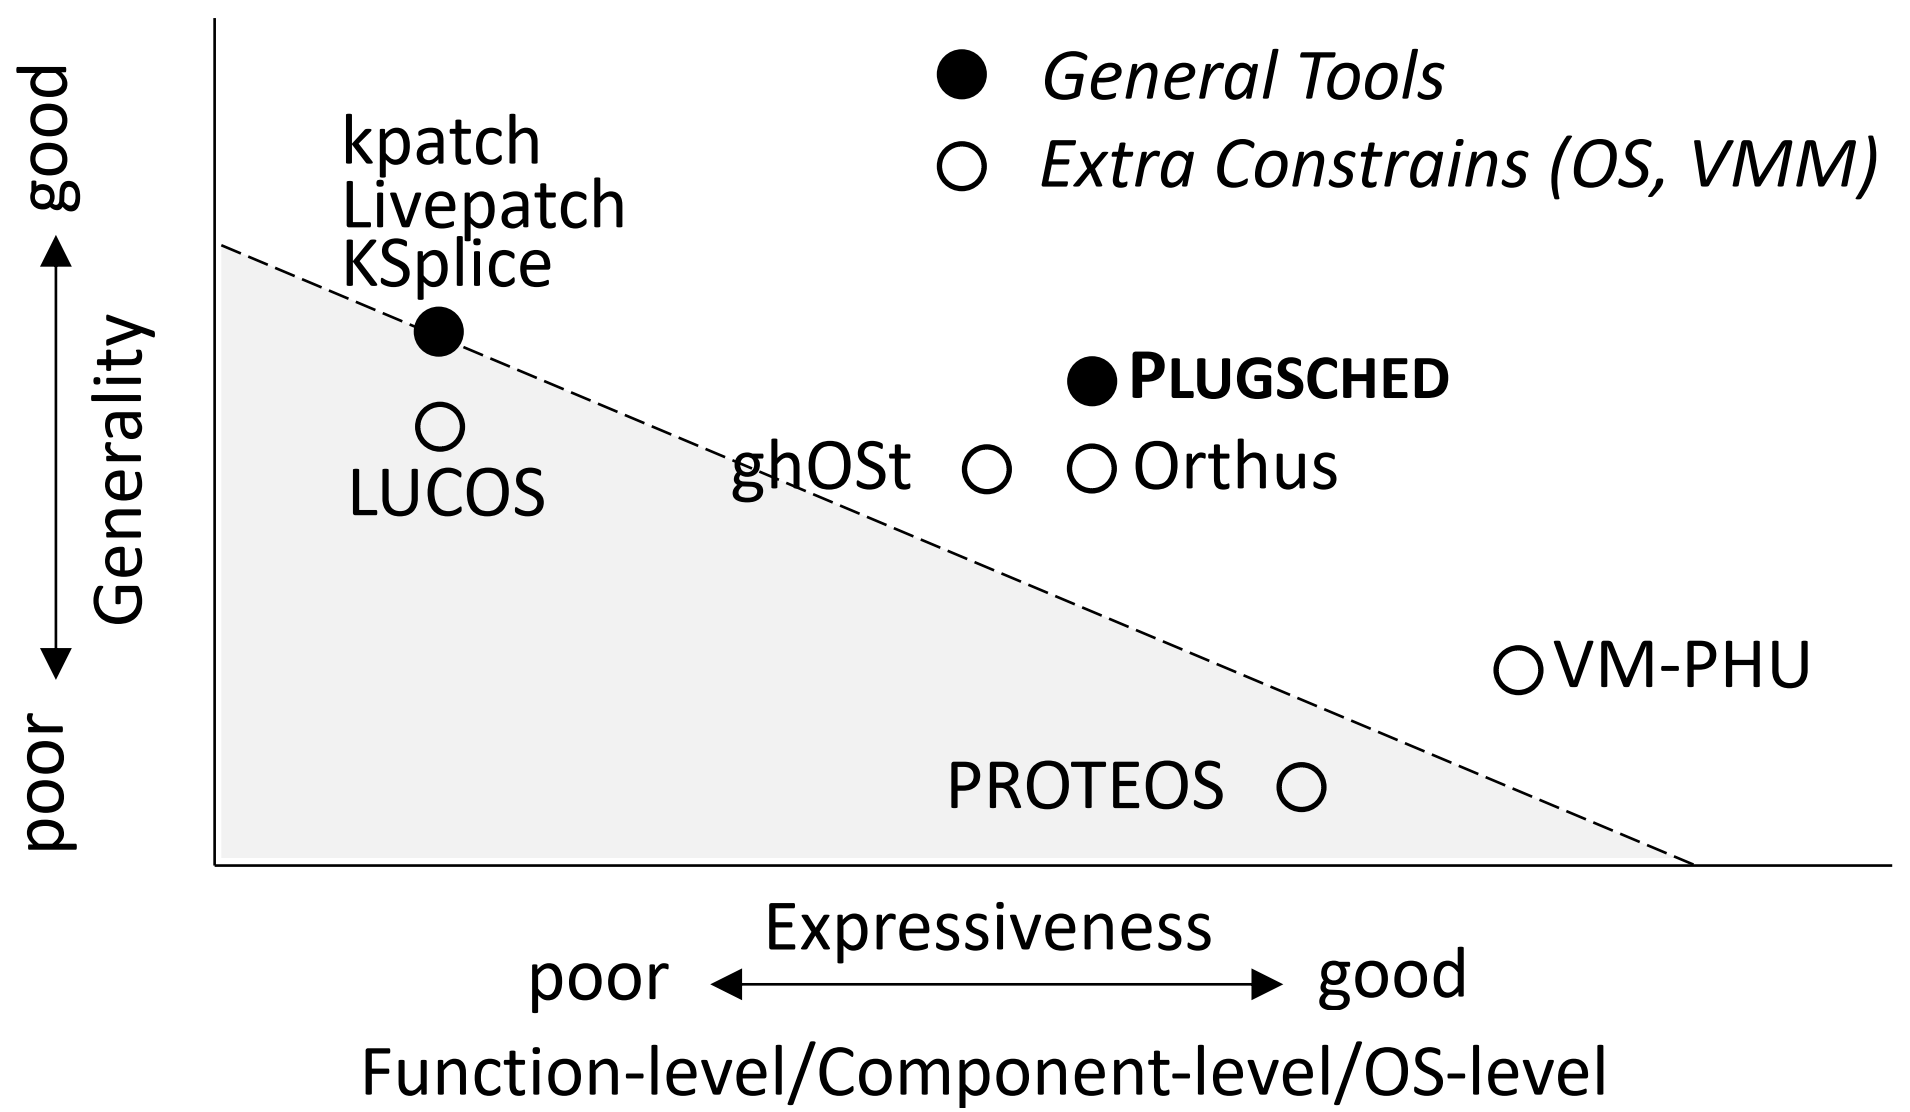 General Tools
Extra Constrains (OS, VMM)
kpatch
Livepatch
KSplice
LUCOS
PLUGSCHED
ghOSt
Orthus
VM-PHU
PROTEOS
good
Generality
poor
Expressiveness
poor
good
Function-level/Component-level/OS-level